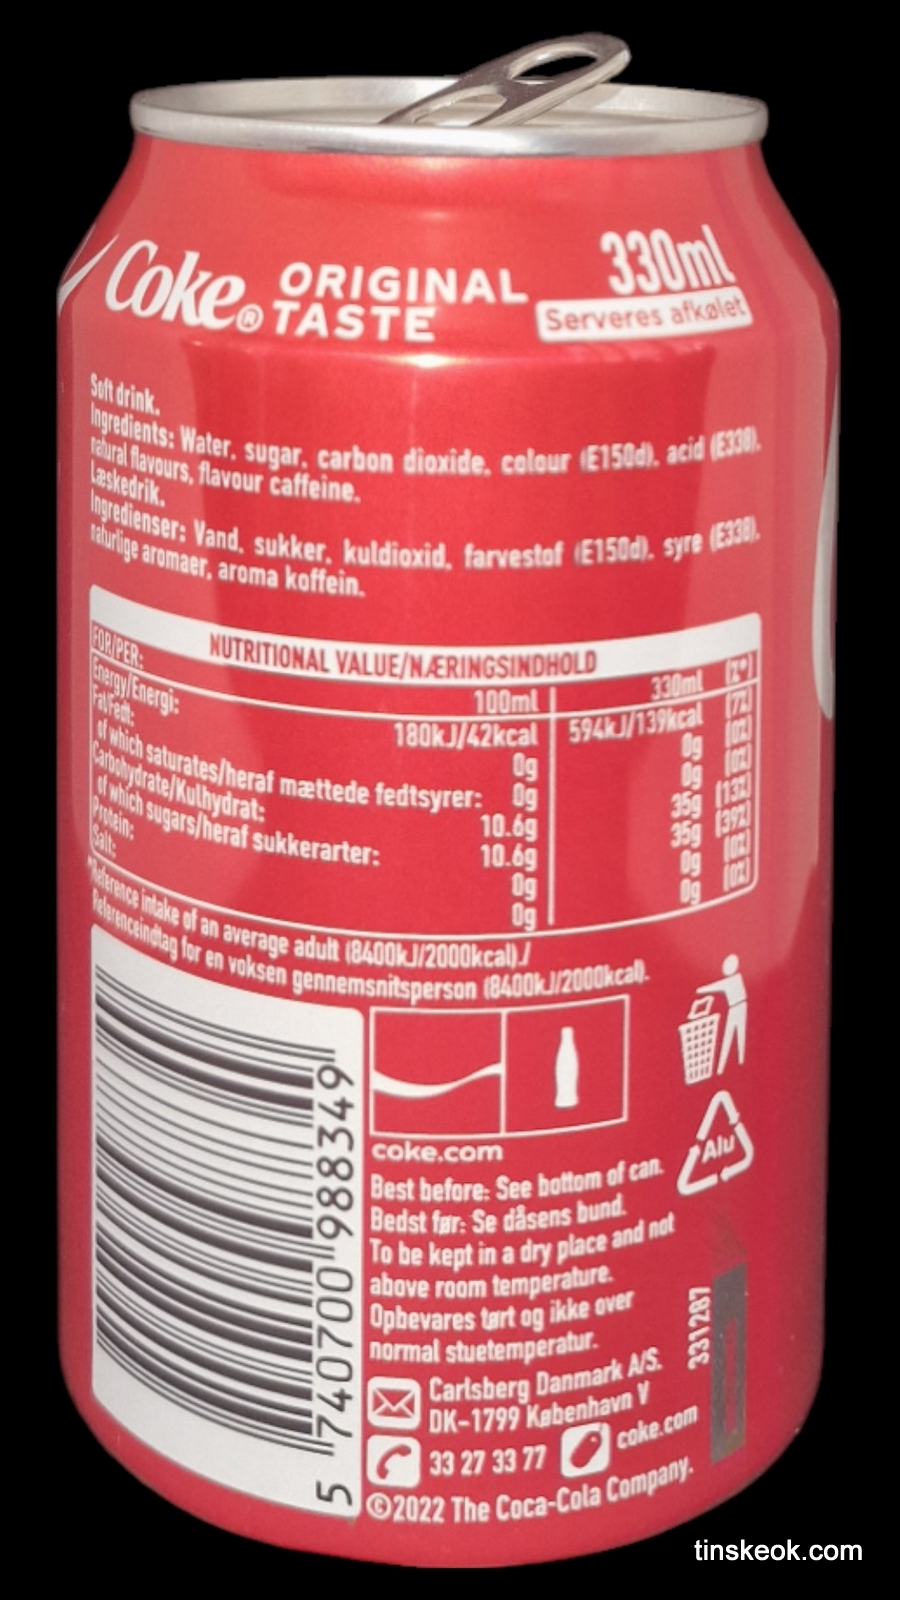 Coke® ORIGINAL TASTE
330ml
Serveres afkølet
Soft drink.
Ingredients: Water, sugar, carbon dioxide, colour (E150d), acid (E338),
natural flavours, flavour caffeine.
Læskedrik.
Ingredienser: Vand, sukker, kuldioxid, farvestof (E150d), syre (E338),
naturlige aromaer, aroma koffein.
NUTRITIONAL VALUE/NÆRINGSINDHOLD
FOR/PER: 100ml 330ml (%*)
Energy/Energi: 180kJ/42kcal 594kJ/139kcal (7%)
Fat/Fedt: 0g 0g (0%)
of which saturates/heraf mættede fedtsyrer: 0g 0g (0%)
Carbohydrate/Kulhydrat: 10.6g 35g (13%)
of which sugars/heraf sukkerarter: 10.6g 35g (39%)
Protein: 0g 0g (0%)
Salt: 0g 0g (0%)
*Reference intake of an average adult (8400kJ/2000kcal)./
Referenceindtag for en voksen gennemsnitsperson (8400kJ/2000kcal).
5 740700 988349
coke.com
Alu
Best before: See bottom of can.
Bedst før: Se dåsens bund.
To be kept in a dry place and not
above room temperature.
Opbevares tørt og ikke over
normal stuetemperatur.
331287
Carlsberg Danmark A/S.
DK-1799 København V
33 27 33 77 coke.com
©2022 The Coca-Cola Company.
tinskeok.com